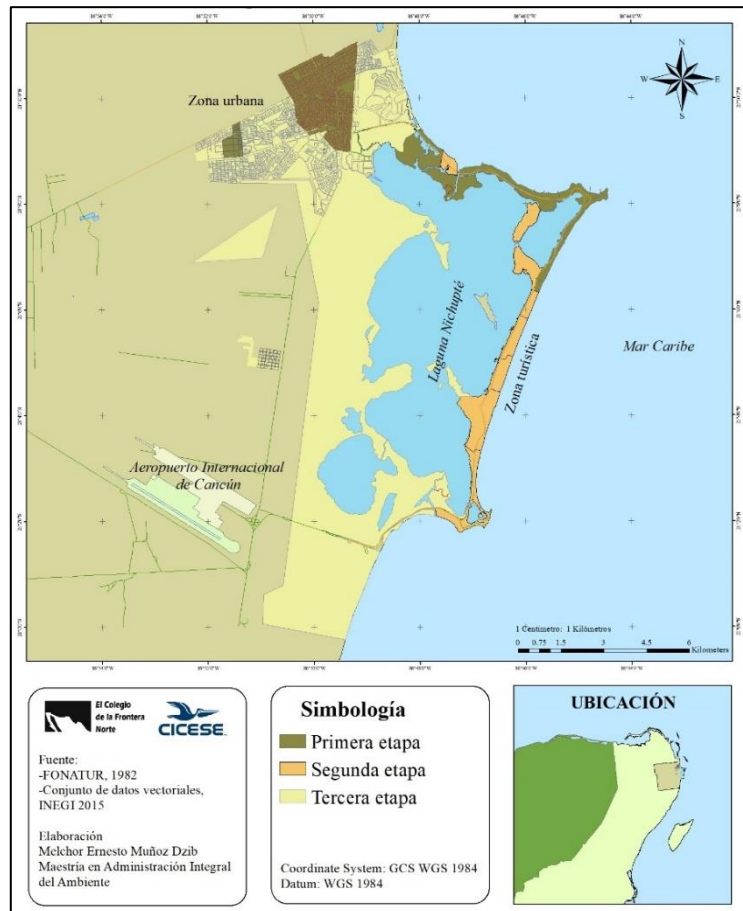 N
W E
S
Zona urbana
Laguna Nichupté
Zona turística
Mar Caribe
Aeropuerto Internacional
de Cancún
1 Centímetro: 1 Kilómetros
0 0.75 1.5 3 4.5 6
Kilometers
El Colegio
de la Frontera
Norte
CICESE
Fuente:
-FONATUR, 1982
-Conjunto de datos vectoriales,
INEGI 2015
Elaboración
Melchor Ernesto Muñoz Dzib
Maestría en Administración Integral
del Ambiente
Simbología
Primera etapa
Segunda etapa
Tercera etapa
Coordinate System: GCS WGS 1984
Datum: WGS 1984
UBICACIÓN